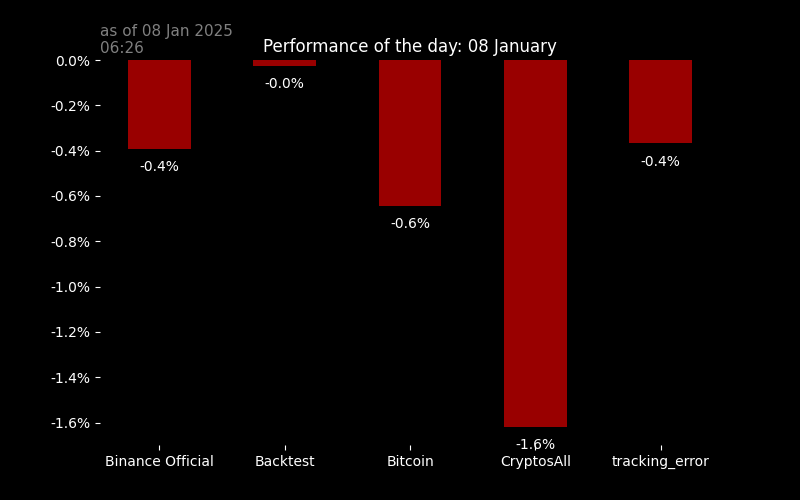 as of 08 Jan 2025
06:26
Performance of the day: 08 January
0.0%
-0.2%
-0.4%
-0.6%
-0.8%
-1.0%
-1.2%
-1.4%
-1.6%
-0.4%
-0.0%
-0.6%
-1.6%
-0.4%
Binance Official
Backtest
Bitcoin
CryptosAll
tracking_error